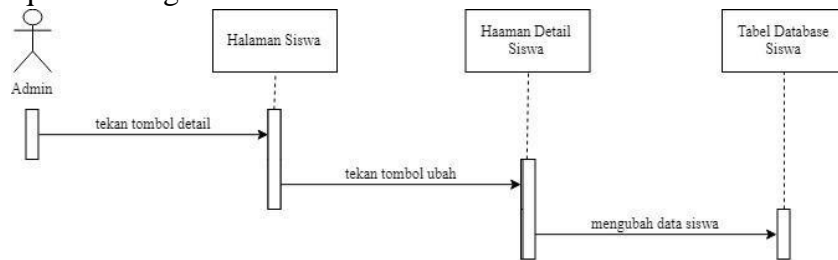 Halaman Siswa
Haaman Detail
Siswa
Tabel Database
Siswa
Admin
tekan tombol detail
tekan tombol ubah
mengubah data siswa